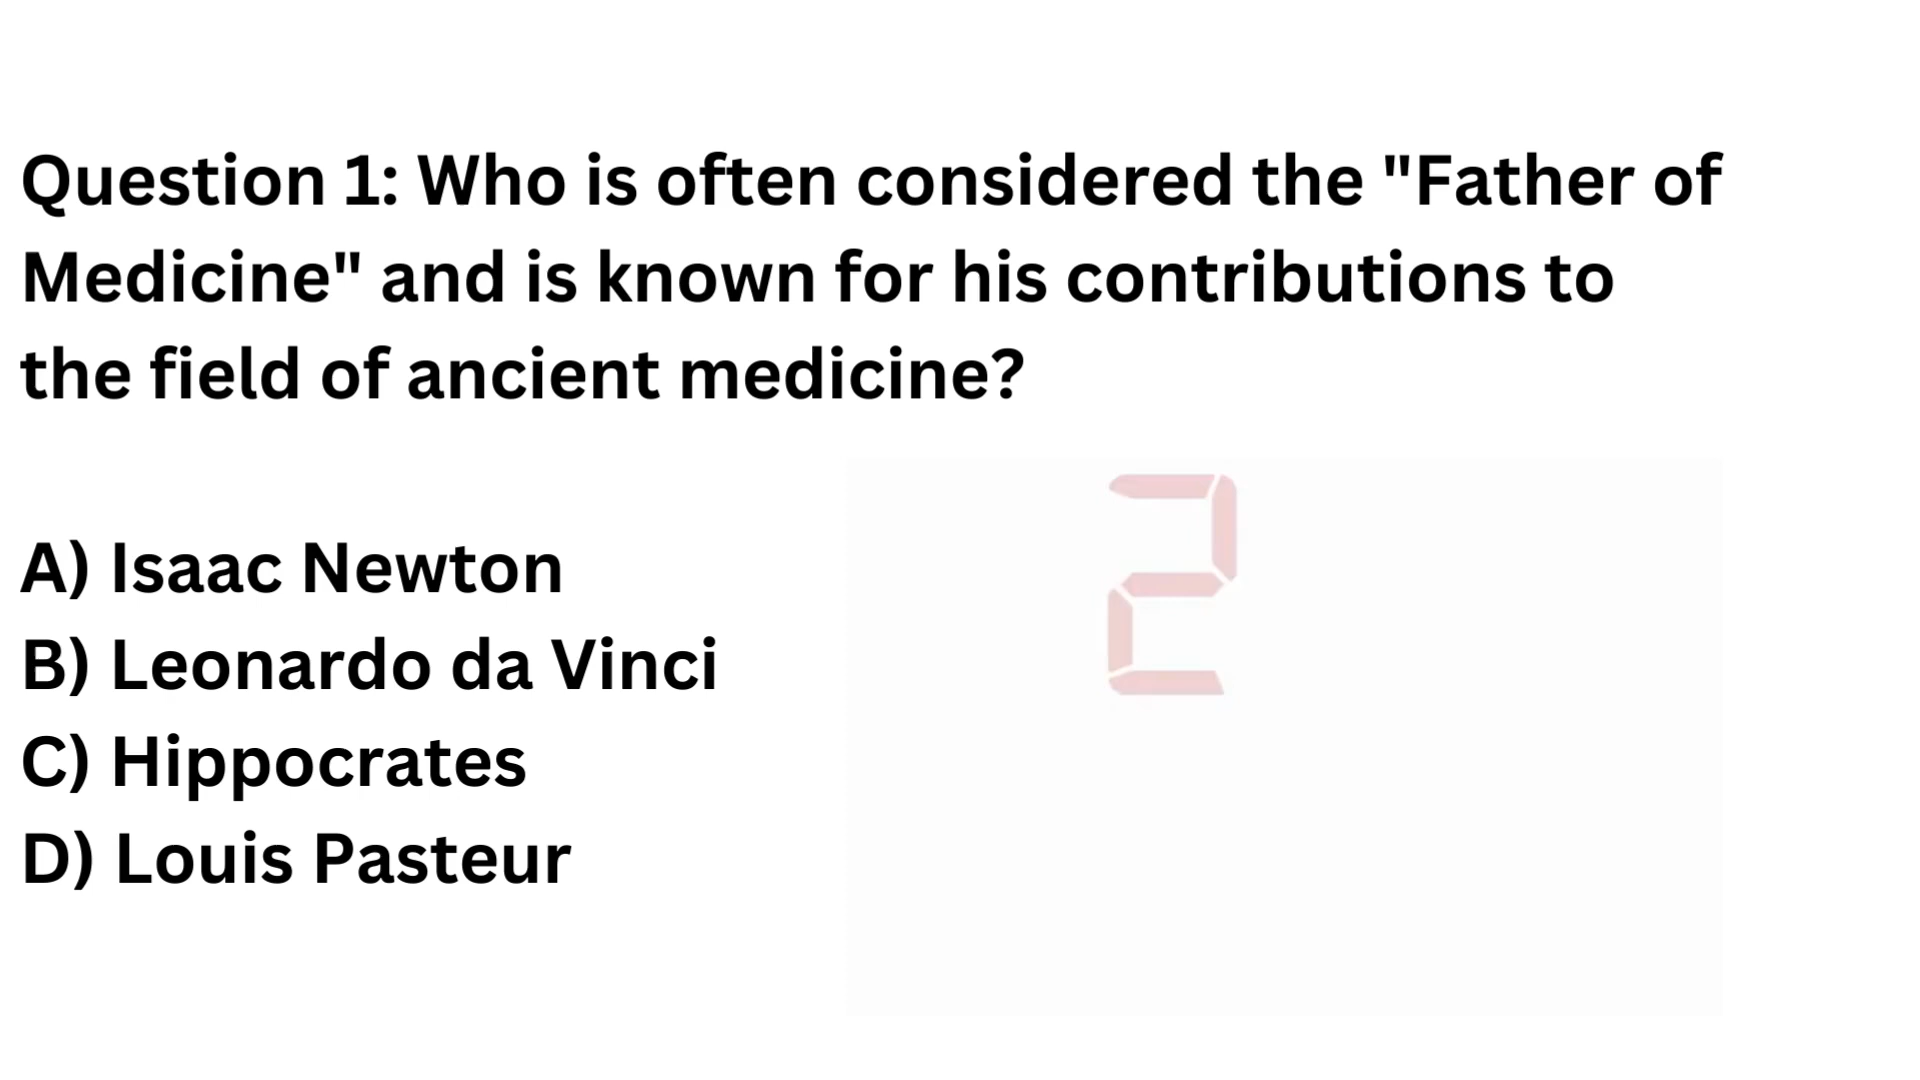 Question 1: Who is often considered the "Father of
Medicine" and is known for his contributions to
the field of ancient medicine?
A) Isaac Newton
B) Leonardo da Vinci
C) Hippocrates
D) Louis Pasteur
2